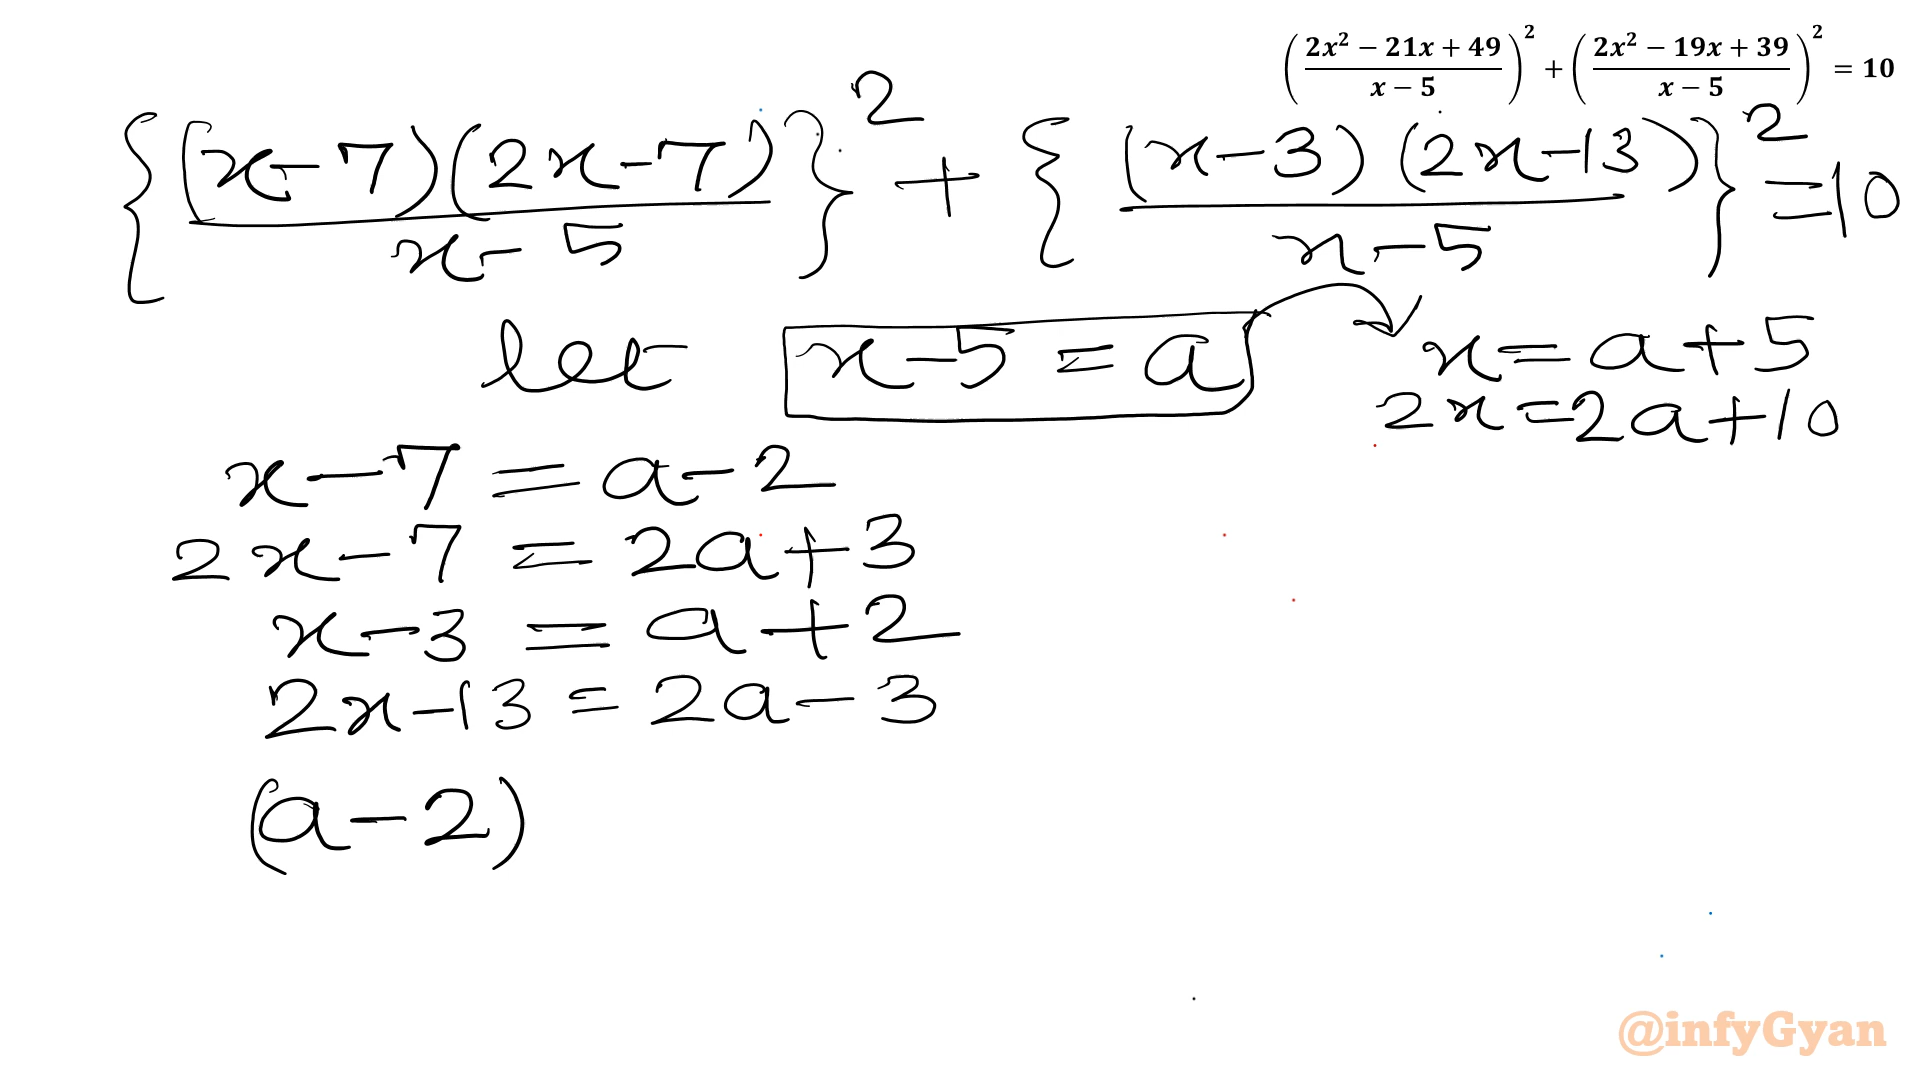 (2x² − 21x + 49 / x − 5)² + (2x² − 19x + 39 / x − 5)² = 10
{(x−7)(2x−7) / x−5}² + {(x−3)(2x−13) / x−5}² = 10
let x−5 = a
x = a+5
2x = 2a+10
x−7 = a−2
2x−7 = 2a+3
x−3 = a+2
2x−13 = 2a−3
(a−2)
@infyGyan